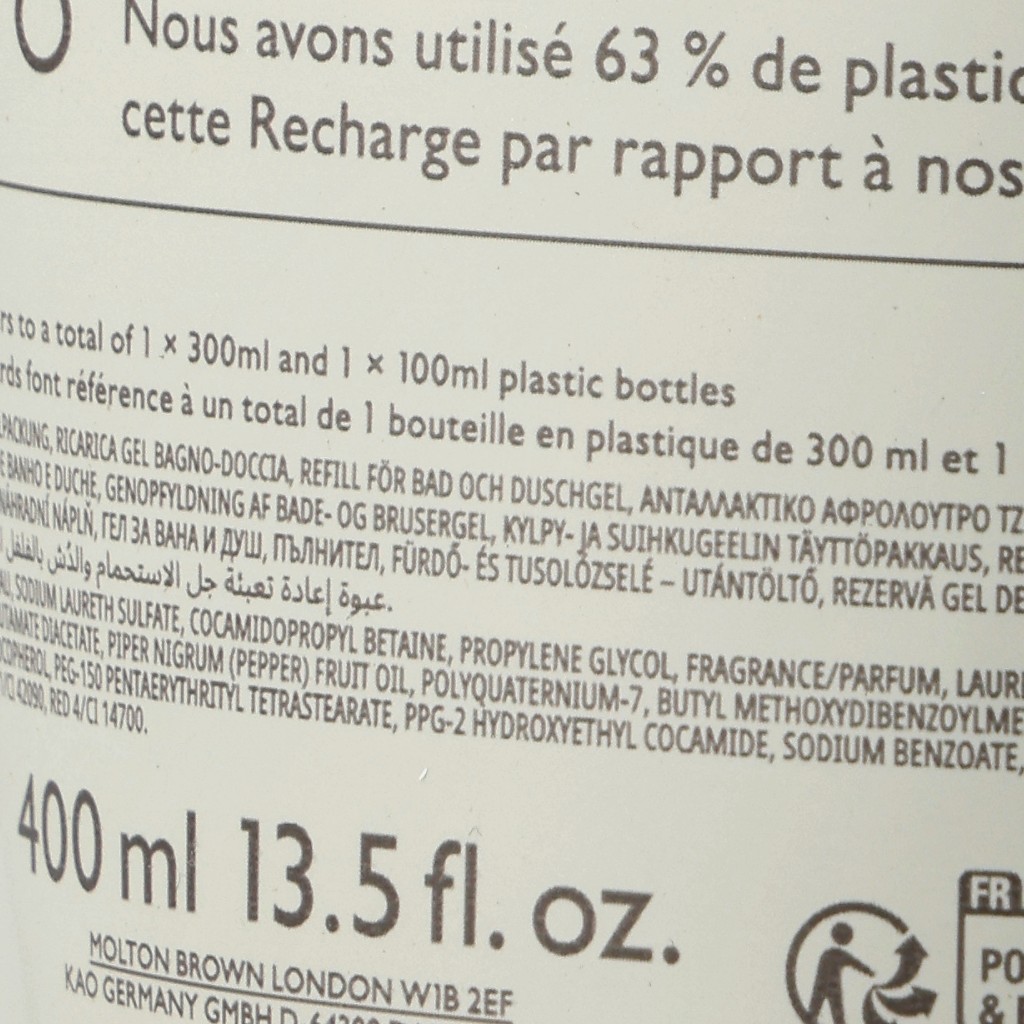 Nous avons utilisé 63 % de plastic
cette Recharge par rapport à nos
rs to a total of 1 × 300ml and 1 × 100ml plastic bottles
rds font référence à un total de 1 bouteille en plastique de 300 ml et 1
PACKUNG, RICARICA GEL BAGNO-DOCCIA, REFILL FÖR BAD OCH DUSCHGEL, ΑΝΤΑΛΛΑΚΤΙΚΟ ΑΦΡΟΛΟΥΤΡΟ ΤΖ
E BANHO E DUCHE, GENOPFYLDNING AF BADE- OG BRUSERGEL, KYLPY- JA SUIHKUGEELIN TÄYTTÖPAKKAUS, RE
NÁHRADNÍ NÁPLŇ, ГЕЛ ЗА ВАНА И ДУШ, ПЪЛНИТЕЛ, FÜRDŐ- ÉS TUSOLÓZSELÉ – UTÁNTÖLTŐ, REZERVĂ GEL DE
عبوة إعادة تعبئة جل الاستحمام والدُش بالفلفل.
SODIUM LAURETH SULFATE, COCAMIDOPROPYL BETAINE, PROPYLENE GLYCOL, FRAGRANCE/PARFUM, LAUR
UTAMATE DIACETATE, PIPER NIGRUM (PEPPER) FRUIT OIL, POLYQUATERNIUM-7, BUTYL METHOXYDIBENZOYLME
COPHEROL, PEG-150 PENTAERYTHRITYL TETRASTEARATE, PPG-2 HYDROXYETHYL COCAMIDE, SODIUM BENZOATE,
/CI 42090, RED 4/CI 14700.
400 ml 13.5 fl. oz.
MOLTON BROWN LONDON W1B 2EF
KAO GERMANY GMBH D-64
FR
PO
&